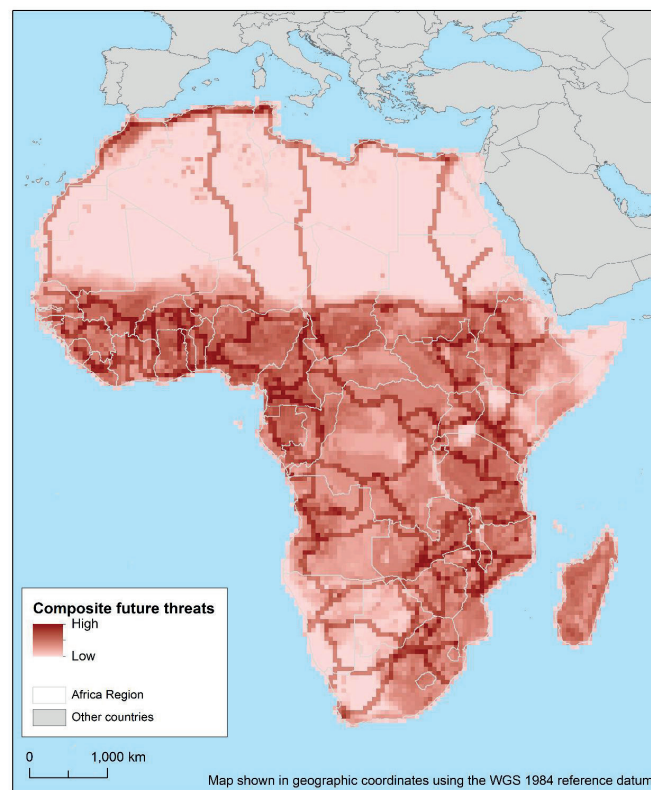 Composite future threats
High
Low
Africa Region
Other countries
0 1,000 km
Map shown in geographic coordinates using the WGS 1984 reference datum